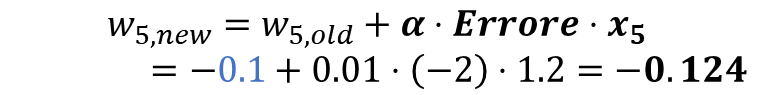 w₅,new = w₅,old + α · Errore · x₅
= −0.1 + 0.01 · (−2) · 1.2 = −0.124